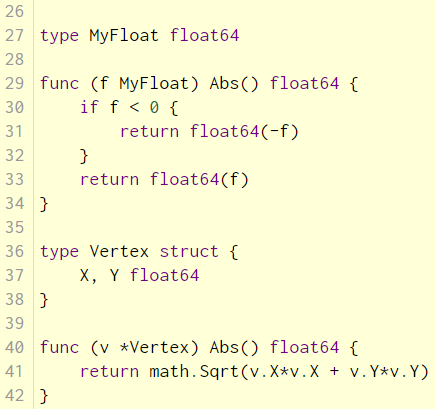 26
27 type MyFloat float64
28
29 func (f MyFloat) Abs() float64 {
30     if f < 0 {
31         return float64(-f)
32     }
33     return float64(f)
34 }
35
36 type Vertex struct {
37     X, Y float64
38 }
39
40 func (v *Vertex) Abs() float64 {
41     return math.Sqrt(v.X*v.X + v.Y*v.Y)
42 }